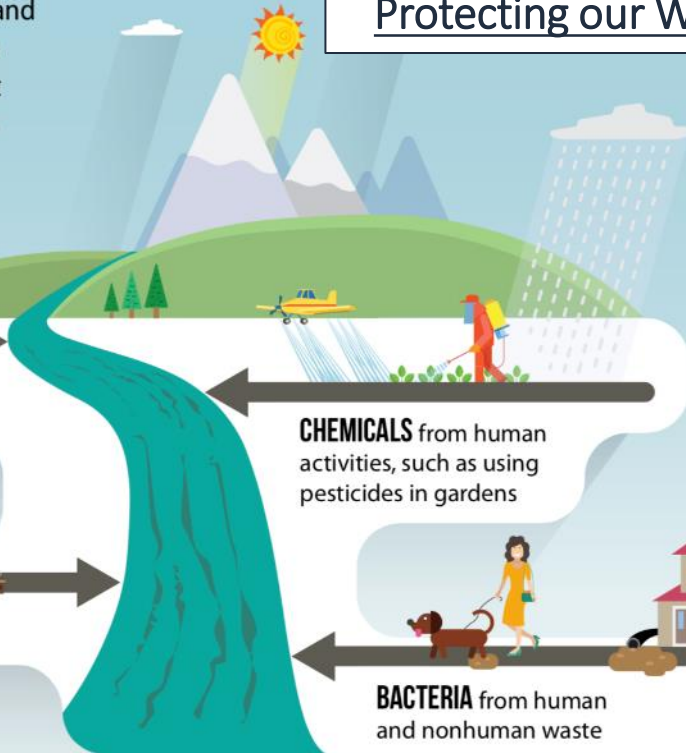 and
Protecting our W
CHEMICALS from human
activities, such as using
pesticides in gardens
BACTERIA from human
and nonhuman waste